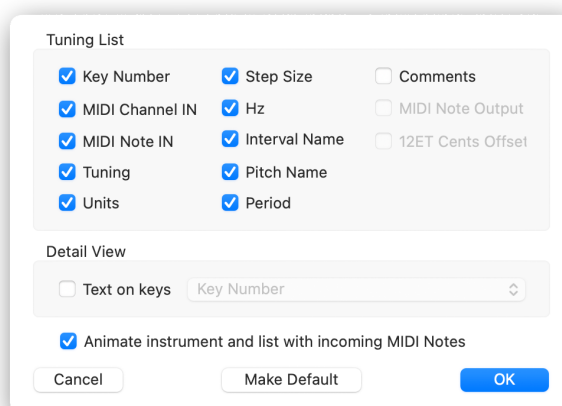 Tuning List
Key Number
Step Size
Comments
MIDI Channel IN
Hz
MIDI Note Output
MIDI Note IN
Interval Name
12ET Cents Offset
Tuning
Pitch Name
Units
Period
Detail View
Text on keys
Key Number
Animate instrument and list with incoming MIDI Notes
Cancel
Make Default
OK